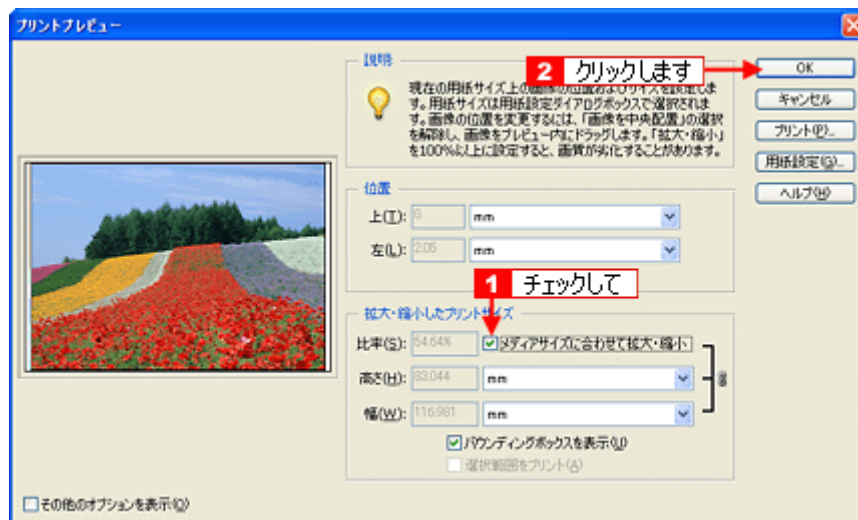 プリントプレビュー
説明
2 クリックします
現在の用紙サイズ上の画像の位置およびサイズを設定しま
す。用紙サイズは用紙設定ダイアログボックスで選択されま
す。画像の位置を変更するには、「画像を中央配置」の選択
を解除し、画像をプレビュー内にドラッグします。「拡大・縮小」
を100%以上に設定すると、画質が劣化することがあります。
OK
キャンセル
プリント(P)...
用紙設定(G)...
ヘルプ(H)
位置
上(T): 0 mm
左(L): 2.05 mm
1 チェックして
拡大・縮小したプリントサイズ
比率(S): 54.64% メディアサイズに合わせて拡大・縮小
高さ(H): 83.044 mm
幅(W): 116.981 mm
バウンディングボックスを表示(U)
選択範囲をプリント(A)
その他のオプションを表示(O)